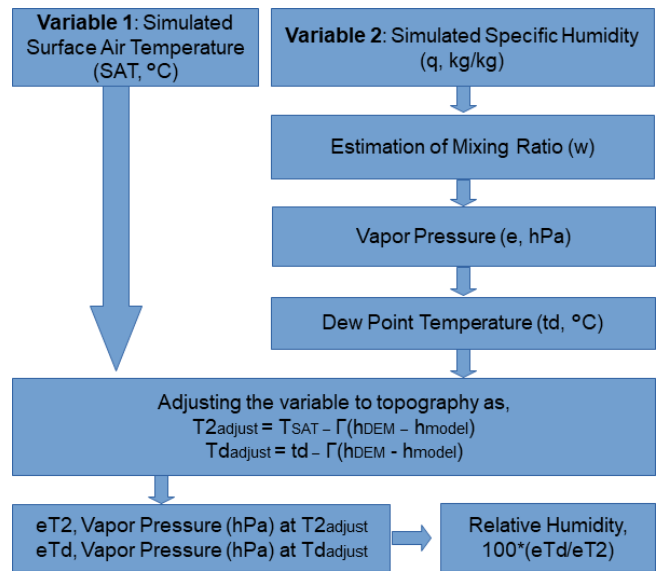 Variable 1: Simulated
Surface Air Temperature
(SAT, ºC)
Variable 2: Simulated Specific Humidity
(q, kg/kg)
Estimation of Mixing Ratio (w)
Vapor Pressure (e, hPa)
Dew Point Temperature (td, ºC)
Adjusting the variable to topography as,
T2adjust = TSAT – Γ(hDEM – hmodel)
Tdadjust = td – Γ(hDEM - hmodel)
eT2, Vapor Pressure (hPa) at T2adjust
eTd, Vapor Pressure (hPa) at Tdadjust
Relative Humidity,
100*(eTd/eT2)